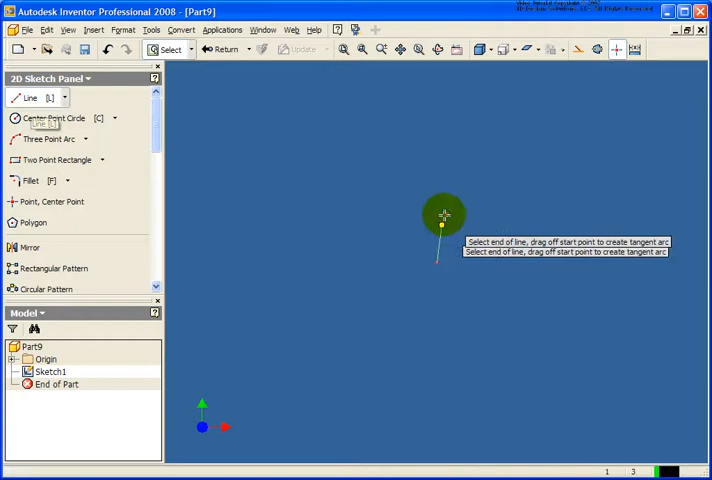 Autodesk Inventor Professional 2008 - [Part9]
File Edit View Insert Format Tools Convert Applications Window Web Help
Select Return Update
2D Sketch Panel
Line [L]
Center Point Circle [C]
Line [L]
Three Point Arc
Two Point Rectangle
Fillet [F]
Point, Center Point
Polygon
Mirror
Rectangular Pattern
Circular Pattern
Model
Part9
Origin
Sketch1
End of Part
Select end of line, drag off start point to create tangent arc
Select end of line, drag off start point to create tangent arc
1 3